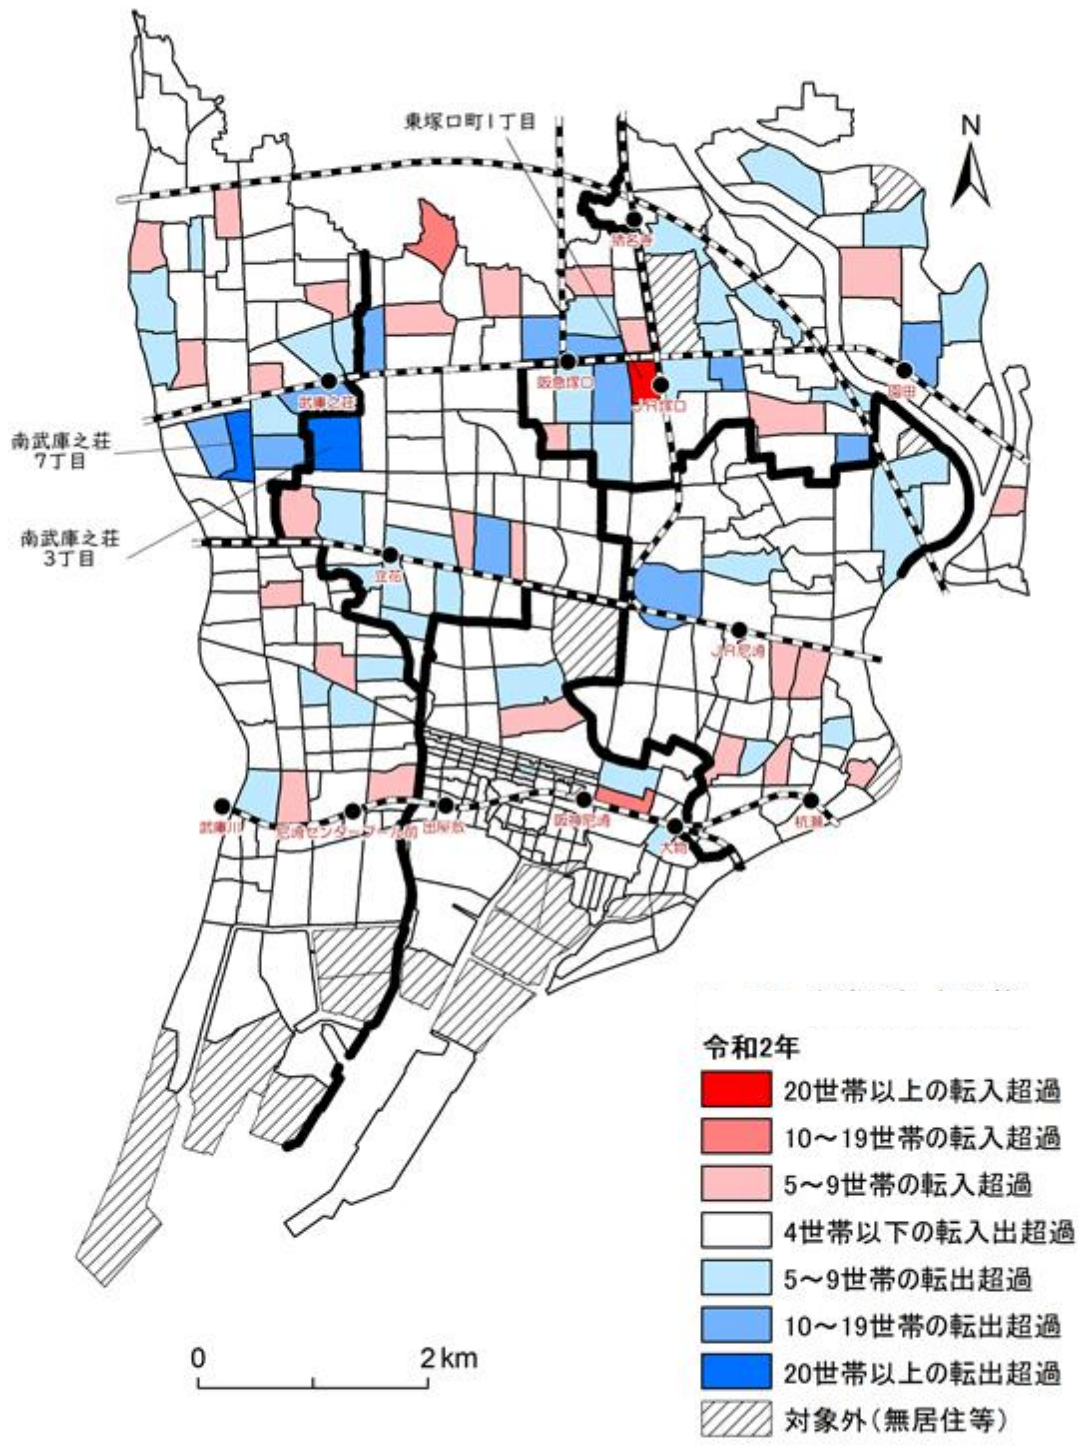 東塚口町1丁目
N
猪名寺
阪急塚口
JR塚口
園田
武庫之荘
南武庫之荘
7丁目
南武庫之荘
3丁目
立花
JR尼崎
武庫川
尼崎センタープール前
出屋敷
阪神尼崎
大物
杭瀬
令和2年
20世帯以上の転入超過
10～19世帯の転入超過
5～9世帯の転入超過
4世帯以下の転入出超過
5～9世帯の転出超過
10～19世帯の転出超過
20世帯以上の転出超過
対象外（無居住等）
0
2 km